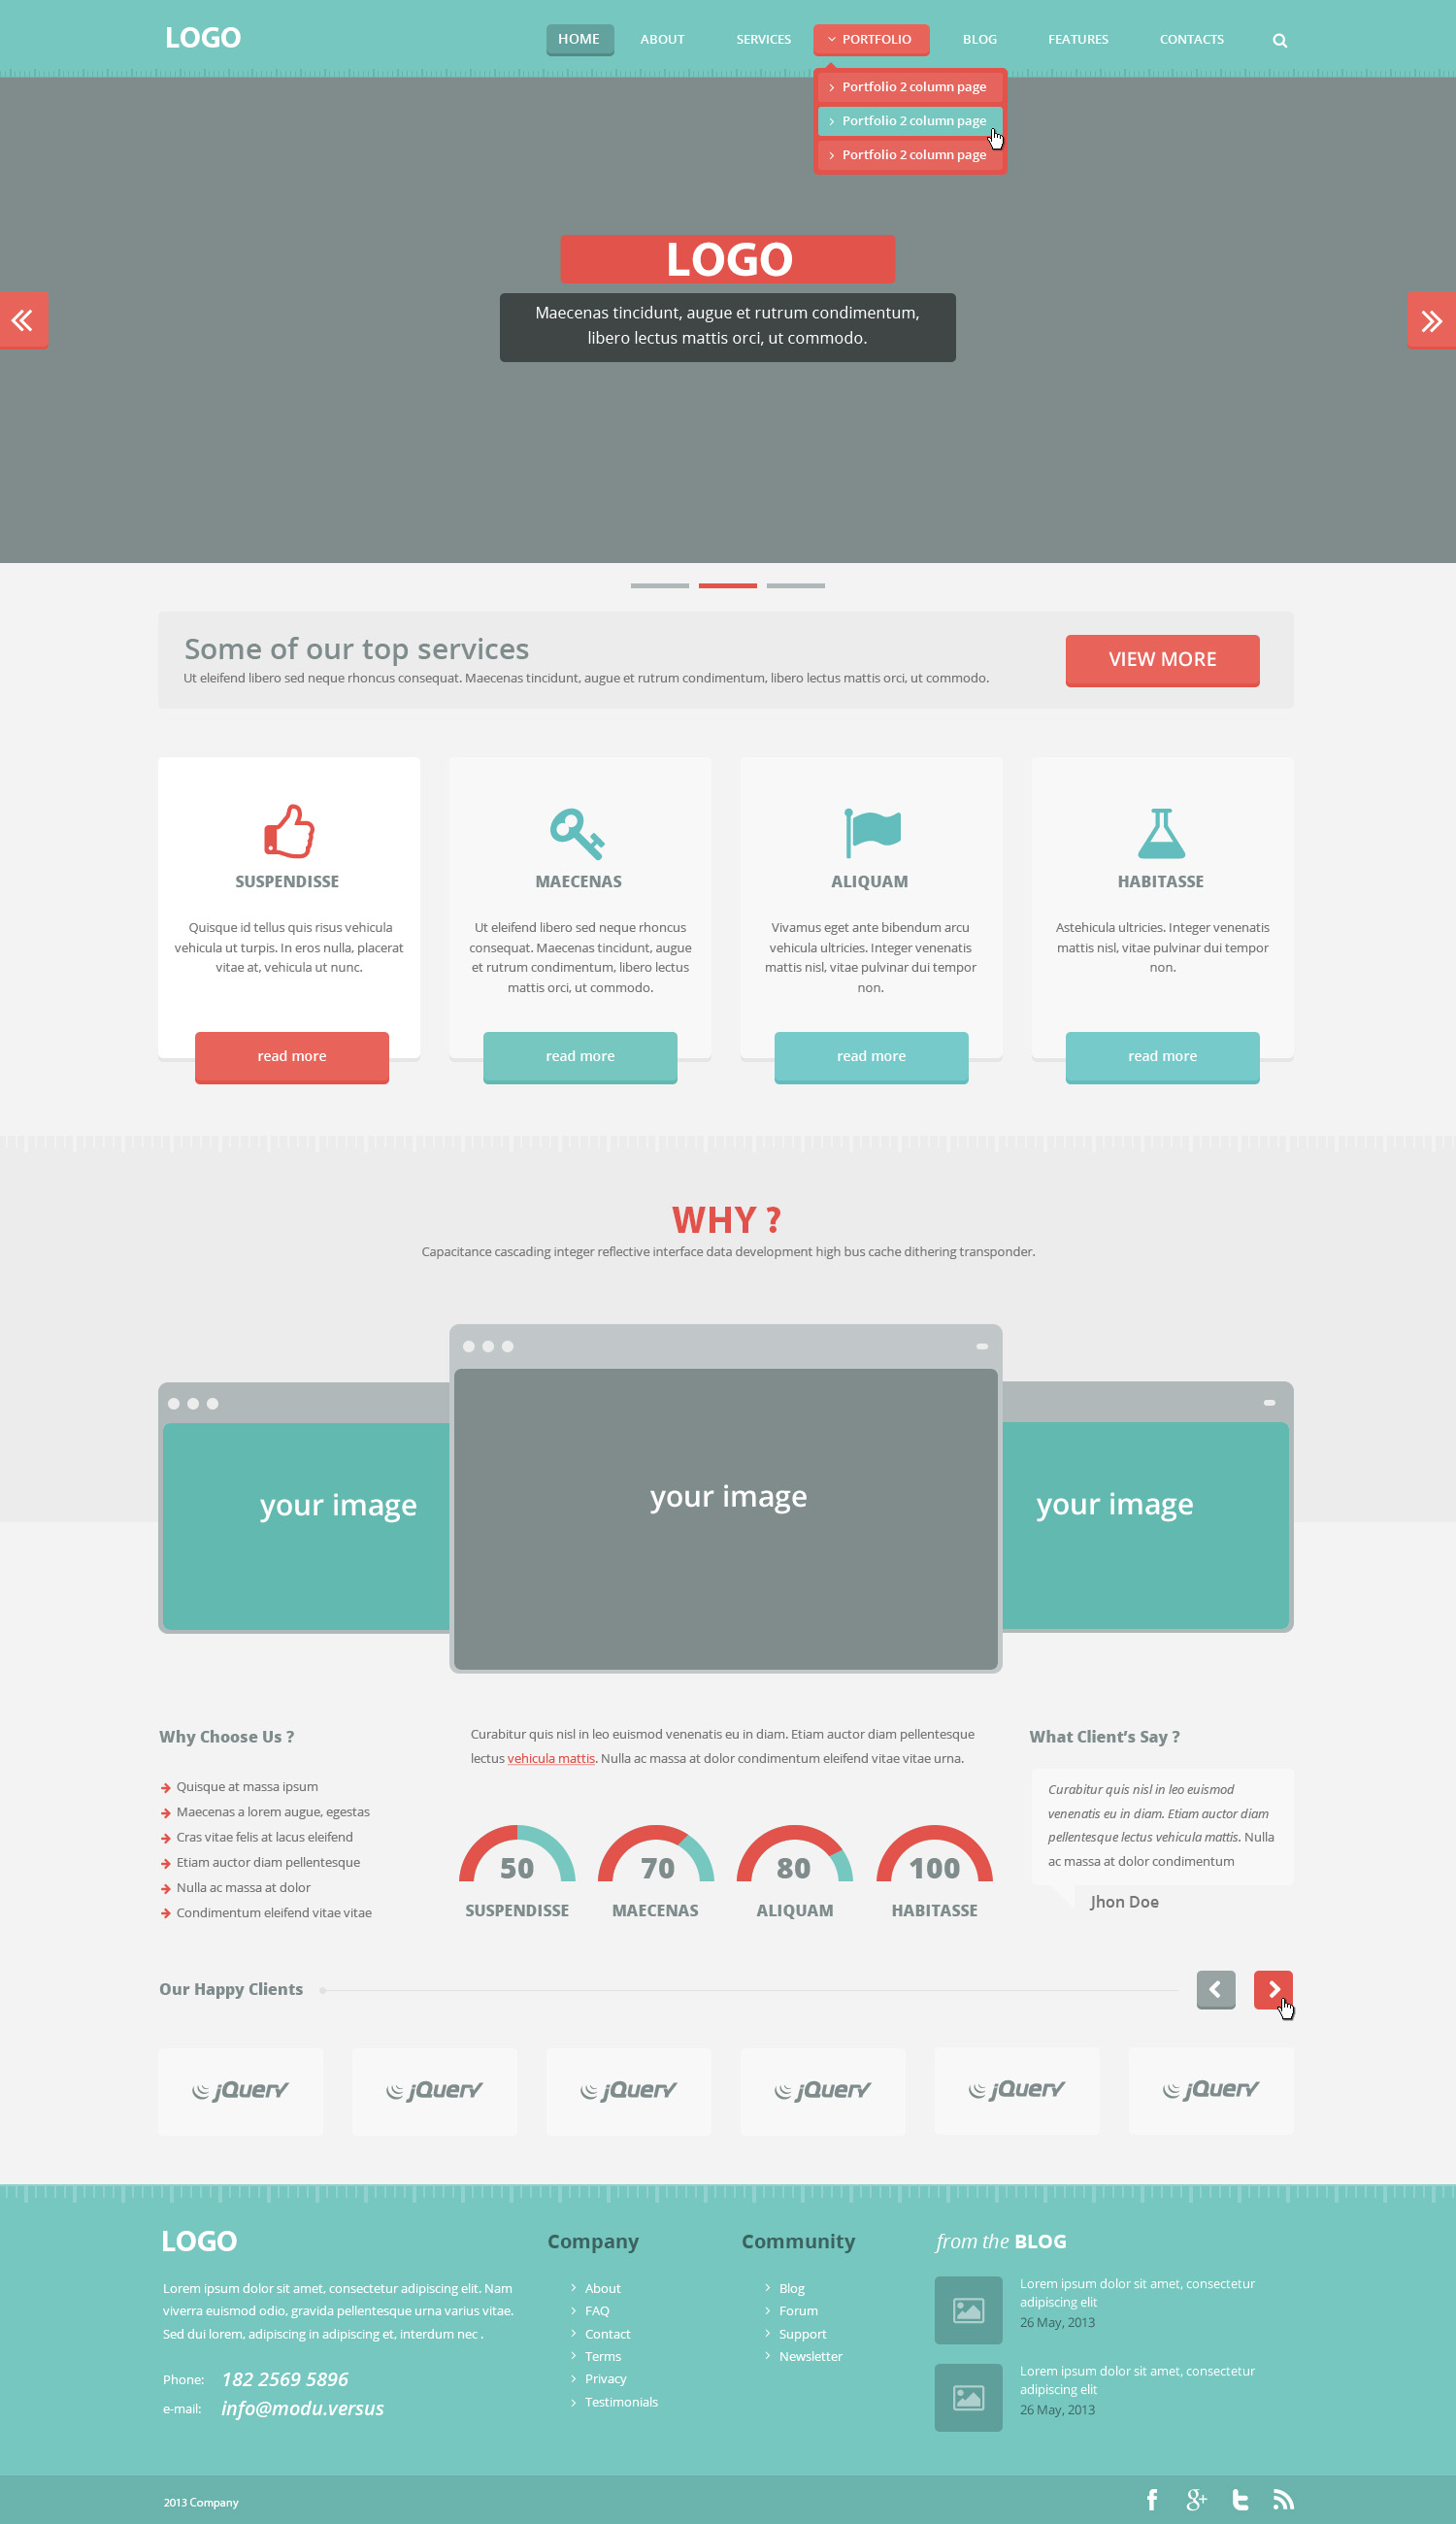 LOGO
HOME
ABOUT
SERVICES
PORTFOLIO
BLOG
FEATURES
CONTACTS
Portfolio 2 column page
Portfolio 2 column page
Portfolio 2 column page
LOGO
Maecenas tincidunt, augue et rutrum condimentum,
libero lectus mattis orci, ut commodo.
Some of our top services
Ut eleifend libero sed neque rhoncus consequat. Maecenas tincidunt, augue et rutrum condimentum, libero lectus mattis orci, ut commodo.
VIEW MORE
SUSPENDISSE
Quisque id tellus quis risus vehicula
vehicula ut turpis. In eros nulla, placerat
vitae at, vehicula ut nunc.
read more
MAECENAS
Ut eleifend libero sed neque rhoncus
consequat. Maecenas tincidunt, augue
et rutrum condimentum, libero lectus
mattis orci, ut commodo.
read more
ALIQUAM
Vivamus eget ante bibendum arcu
vehicula ultricies. Integer venenatis
mattis nisl, vitae pulvinar dui tempor
non.
read more
HABITASSE
Astehicula ultricies. Integer venenatis
mattis nisl, vitae pulvinar dui tempor
non.
read more
WHY ?
Capacitance cascading integer reflective interface data development high bus cache dithering transponder.
your image
your image
your image
Why Choose Us ?
Quisque at massa ipsum
Maecenas a lorem augue, egestas
Cras vitae felis at lacus eleifend
Etiam auctor diam pellentesque
Nulla ac massa at dolor
Condimentum eleifend vitae vitae
Curabitur quis nisl in leo euismod venenatis eu in diam. Etiam auctor diam pellentesque
lectus vehicula mattis. Nulla ac massa at dolor condimentum eleifend vitae vitae urna.
50
SUSPENDISSE
70
MAECENAS
80
ALIQUAM
100
HABITASSE
What Client's Say ?
Curabitur quis nisl in leo euismod
venenatis eu in diam. Etiam auctor diam
pellentesque lectus vehicula mattis. Nulla
ac massa at dolor condimentum
Jhon Doe
Our Happy Clients
jQuery
jQuery
jQuery
jQuery
jQuery
jQuery
LOGO
Lorem ipsum dolor sit amet, consectetur adipiscing elit. Nam
viverra euismod odio, gravida pellentesque urna varius vitae.
Sed dui lorem, adipiscing in adipiscing et, interdum nec .
Phone: 182 2569 5896
e-mail: info@modu.versus
Company
About
FAQ
Contact
Terms
Privacy
Testimonials
Community
Blog
Forum
Support
Newsletter
from the BLOG
Lorem ipsum dolor sit amet, consectetur
adipiscing elit
26 May, 2013
Lorem ipsum dolor sit amet, consectetur
adipiscing elit
26 May, 2013
2013 Company